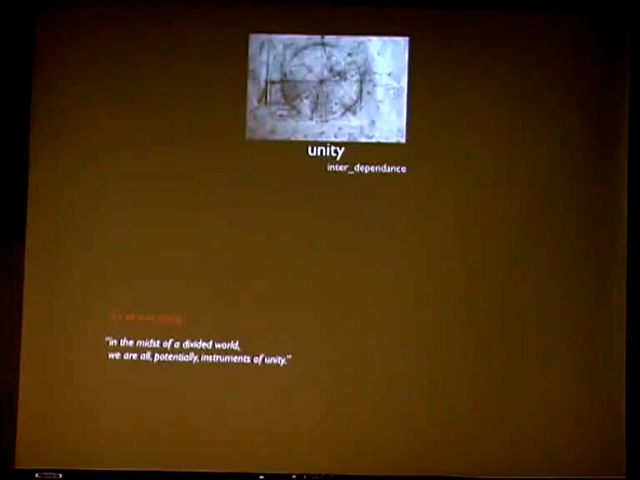 unity
inter_dependance
"in the midst of a divided world,
we are all, potentially, instruments of unity."